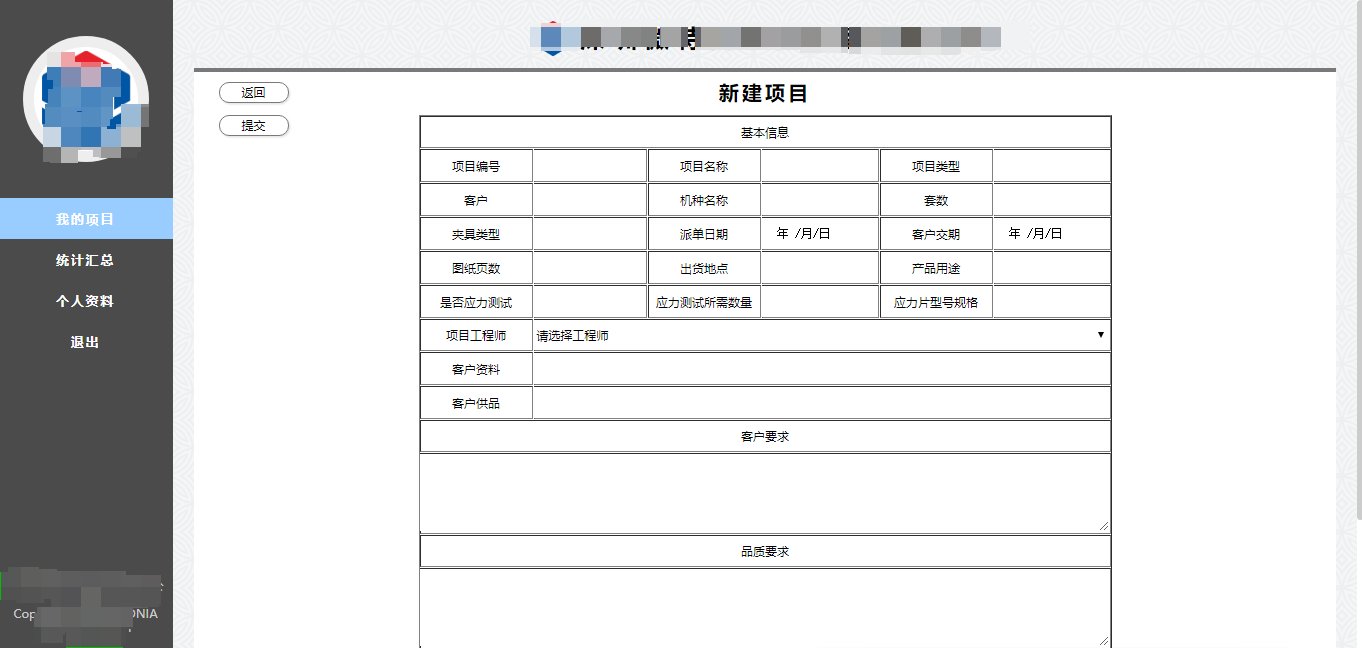 返回
新建项目
提交
基本信息
项目编号 项目名称 项目类型
我的项目
客户 机种名称 套数
夹具类型 派单日期 年 /月/日 客户交期 年 /月/日
统计汇总
图纸页数 出货地点 产品用途
个人资料
是否应力测试 应力测试所需数量 应力片型号规格
项目工程师 请选择工程师
退出
客户资料
客户供品
客户要求
品质要求
Cop
ONIA